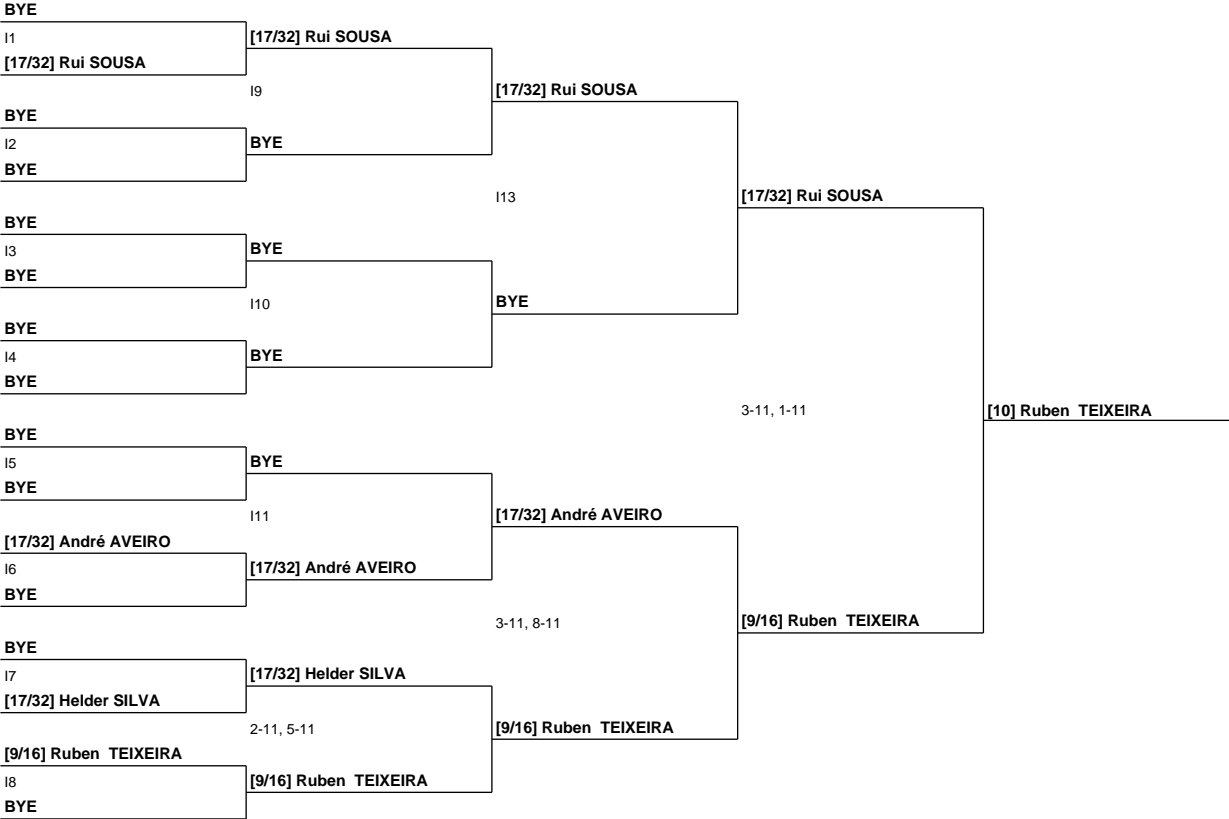 BYE
I1
[17/32] Rui SOUSA
[17/32] Rui SOUSA
I9
[17/32] Rui SOUSA
BYE
I2
BYE
BYE
I13
[17/32] Rui SOUSA
BYE
I3
BYE
BYE
I10
BYE
BYE
I4
BYE
BYE
3-11, 1-11
[10] Ruben  TEIXEIRA
BYE
I5
BYE
BYE
I11
[17/32] André AVEIRO
[17/32] André AVEIRO
I6
BYE
[17/32] André AVEIRO
3-11, 8-11
[9/16] Ruben  TEIXEIRA
BYE
I7
[17/32] Helder SILVA
[17/32] Helder SILVA
2-11, 5-11
[9/16] Ruben  TEIXEIRA
[9/16] Ruben  TEIXEIRA
I8
BYE
[9/16] Ruben  TEIXEIRA